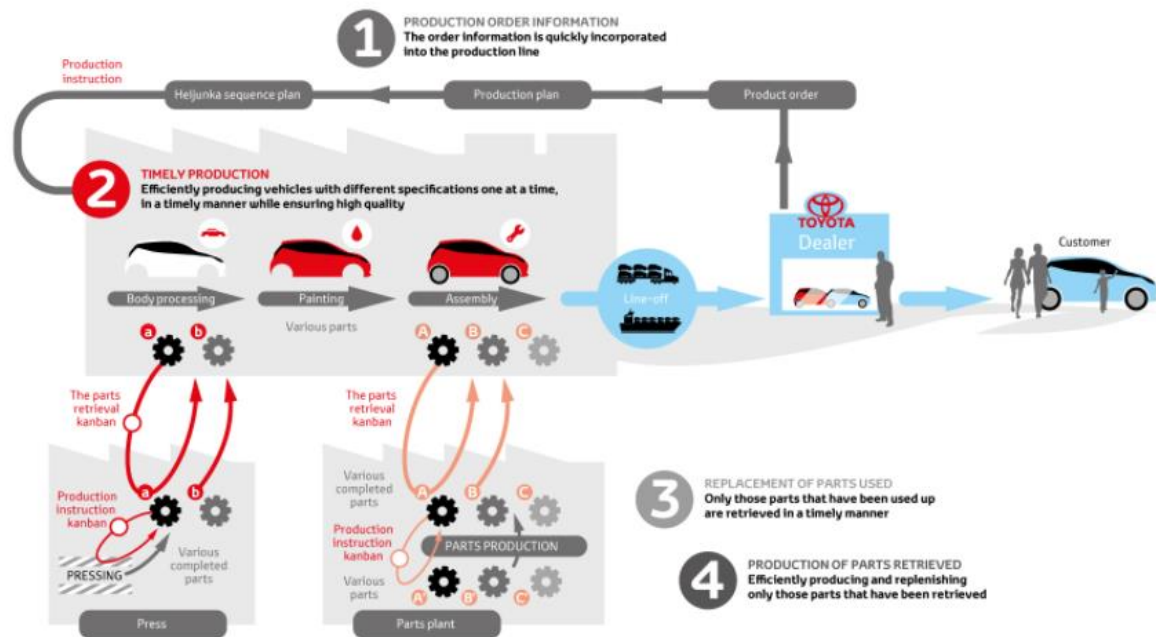 1
PRODUCTION ORDER INFORMATION
The order information is quickly incorporated
into the production line
Production
instruction
Heijunka sequence plan
Production plan
Product order
2
TIMELY PRODUCTION
Efficiently producing vehicles with different specifications one at a time,
in a timely manner while ensuring high quality
Body processing
Painting
Assembly
Various parts
Line-off
TOYOTA
Dealer
Customer
a
b
A
B
C
The parts
retrieval
kanban
The parts
retrieval
kanban
a
b
Production
instruction
kanban
PRESSING
Various
completed
parts
Press
Various
completed
parts
A
B
C
Production
instruction
kanban
PARTS PRODUCTION
Various
parts
A'
B'
C'
Parts plant
3
REPLACEMENT OF PARTS USED
Only those parts that have been used up
are retrieved in a timely manner
4
PRODUCTION OF PARTS RETRIEVED
Efficiently producing and replenishing
only those parts that have been retrieved